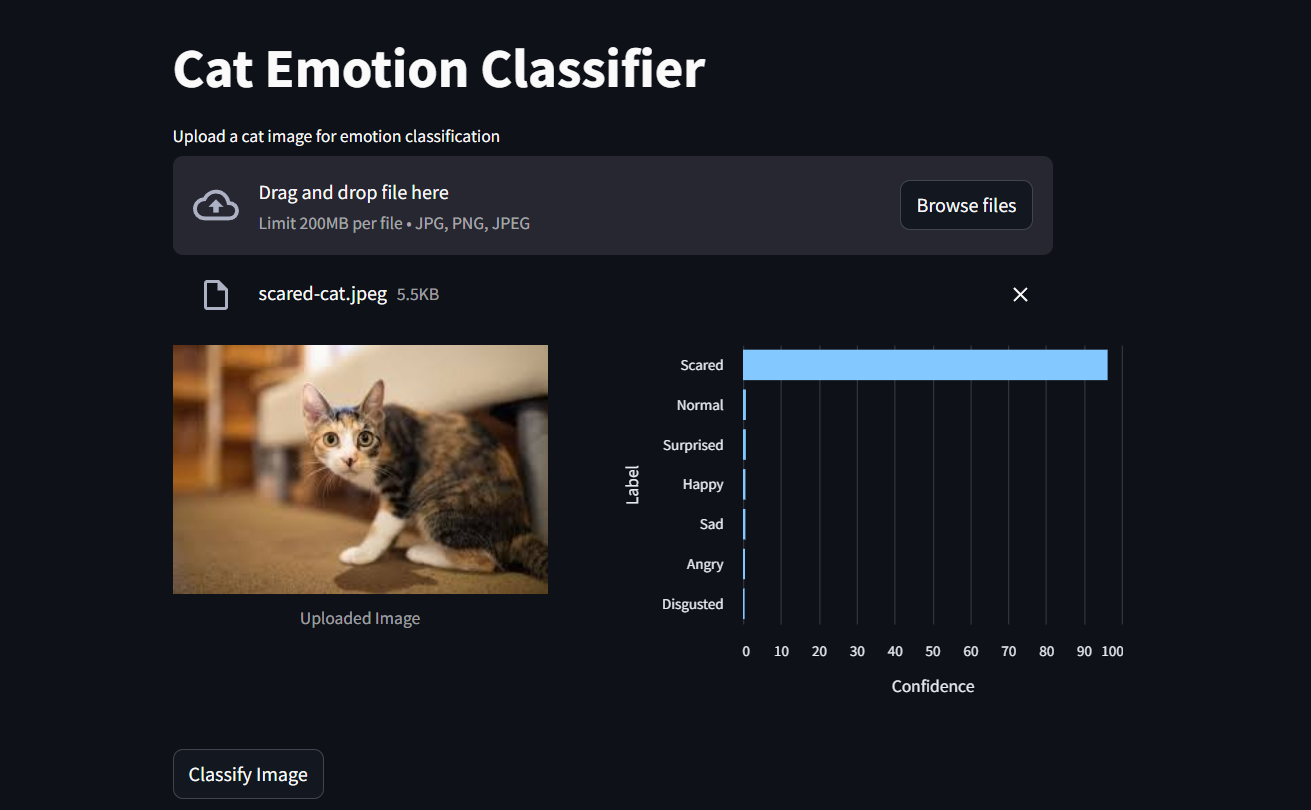 Cat Emotion Classifier
Upload a cat image for emotion classification
Drag and drop file here
Limit 200MB per file • JPG, PNG, JPEG
Browse files
scared-cat.jpeg 5.5KB
Uploaded Image
Label
Scared
Normal
Surprised
Happy
Sad
Angry
Disgusted
0 10 20 30 40 50 60 70 80 90 100
Confidence
Classify Image